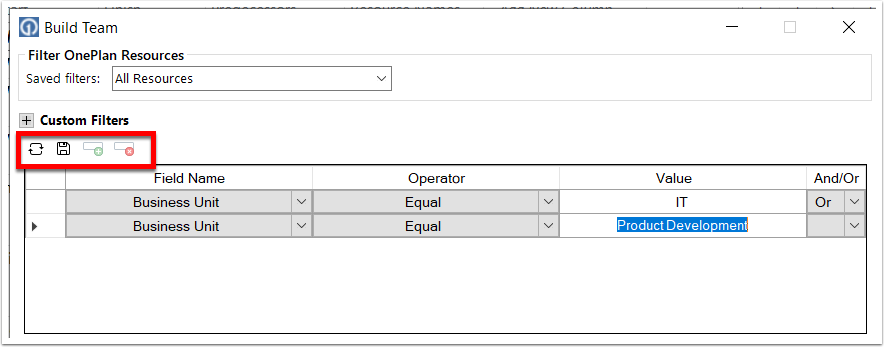 Build Team
Filter OnePlan Resources
Saved filters: All Resources
Custom Filters
Field Name Operator Value And/Or
Business Unit Equal IT Or
Business Unit Equal Product Development